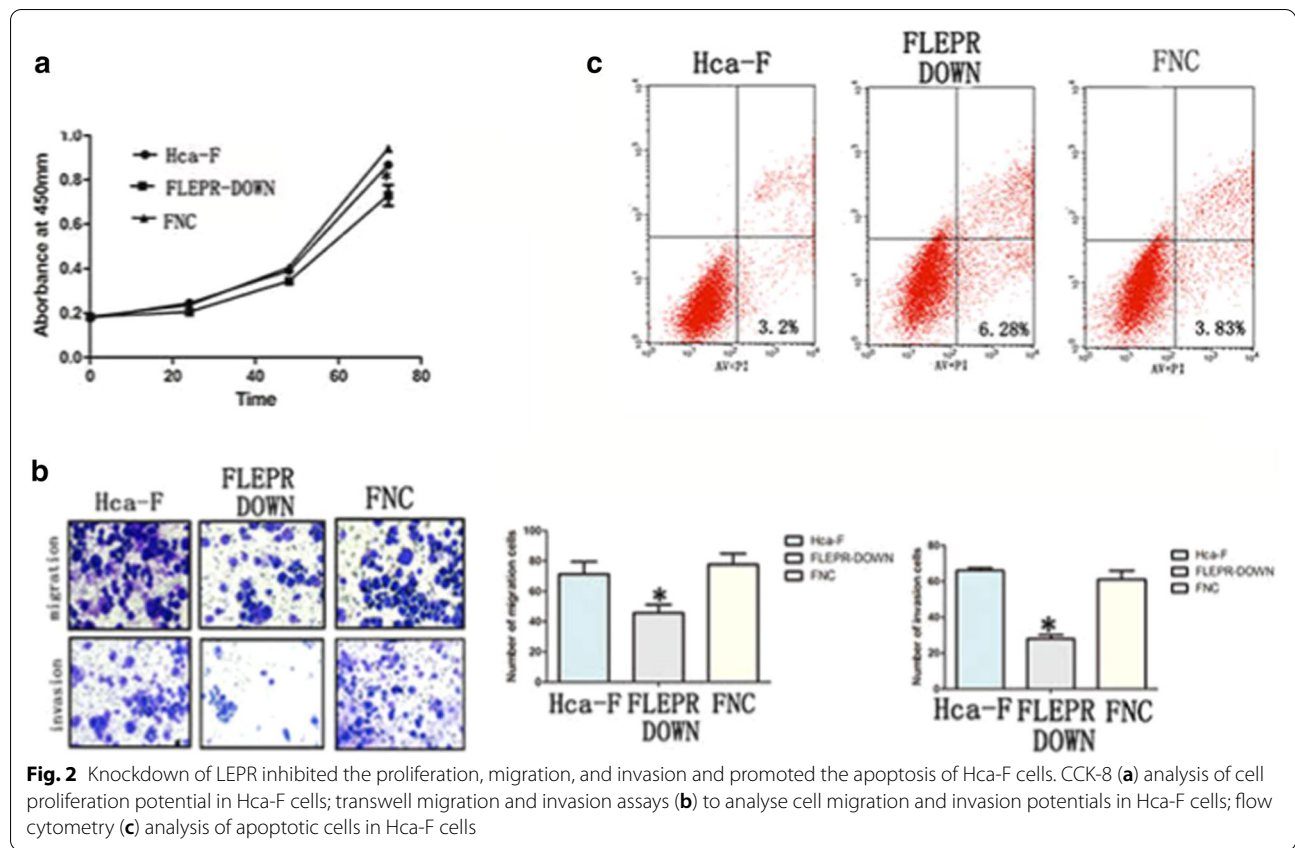 a
Aborbance at 450mm
1.0
0.8
0.6
0.4
0.2
0.0
0 20 40 60 80
Time
Hca-F
FLEPR-DOWN
FNC
*
c
Hca-F
FLEPR
DOWN
FNC
3.2%
6.28%
3.83%
AV+PI
AV+PI
AV+PI
b
Hca-F
FLEPR
DOWN
FNC
migration
invasion
Number of migration cells
100
80
60
40
20
0
*
Hca-F FLEPR FNC
DOWN
Hca-F
FLEPR-DOWN
FNC
Number of invasion cells
80
60
40
20
0
*
Hca-F FLEPR FNC
DOWN
Hca-F
FLEPR-DOWN
FNC
Fig. 2 Knockdown of LEPR inhibited the proliferation, migration, and invasion and promoted the apoptosis of Hca-F cells. CCK-8 (a) analysis of cell
proliferation potential in Hca-F cells; transwell migration and invasion assays (b) to analyse cell migration and invasion potentials in Hca-F cells; flow
cytometry (c) analysis of apoptotic cells in Hca-F cells